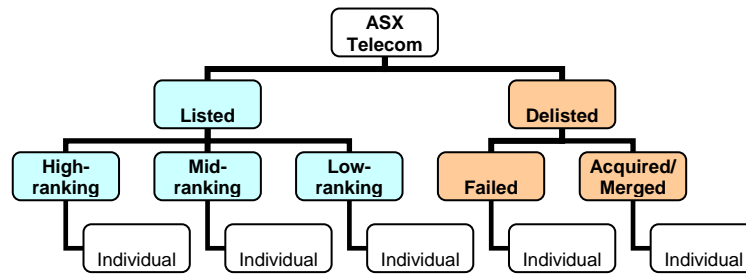 ASX
Telecom
Listed
Delisted
High-
ranking
Mid-
ranking
Low-
ranking
Failed
Acquired/
Merged
Individual
Individual
Individual
Individual
Individual